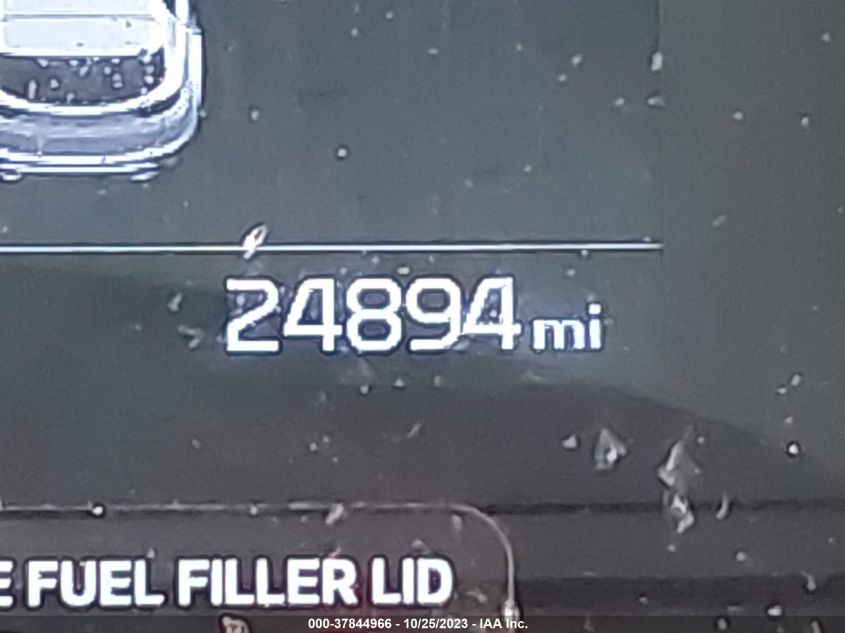 24894 mi
FUEL FILLER LID
000-37844966 - 10/25/2023 - IAA Inc.